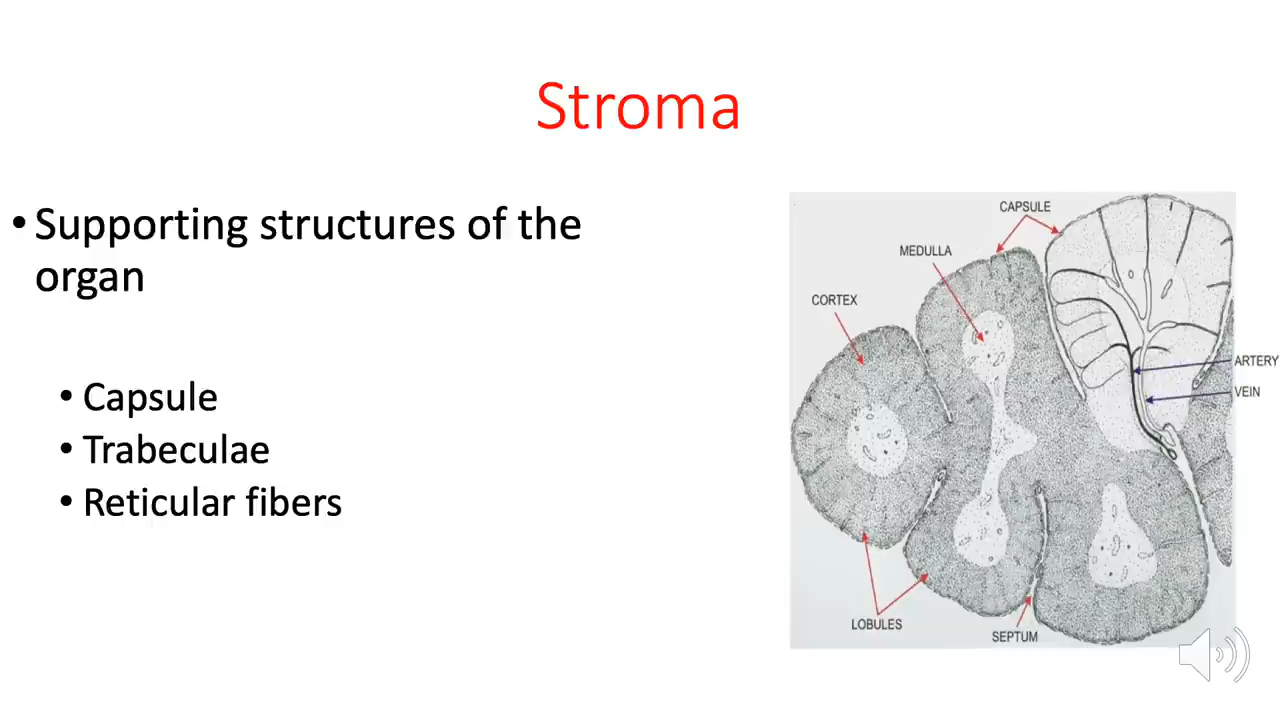 Stroma
• Supporting structures of the
organ
• Capsule
• Trabeculae
• Reticular fibers
CAPSULE
MEDULLA
CORTEX
ARTERY
VEIN
LOBULES
SEPTUM